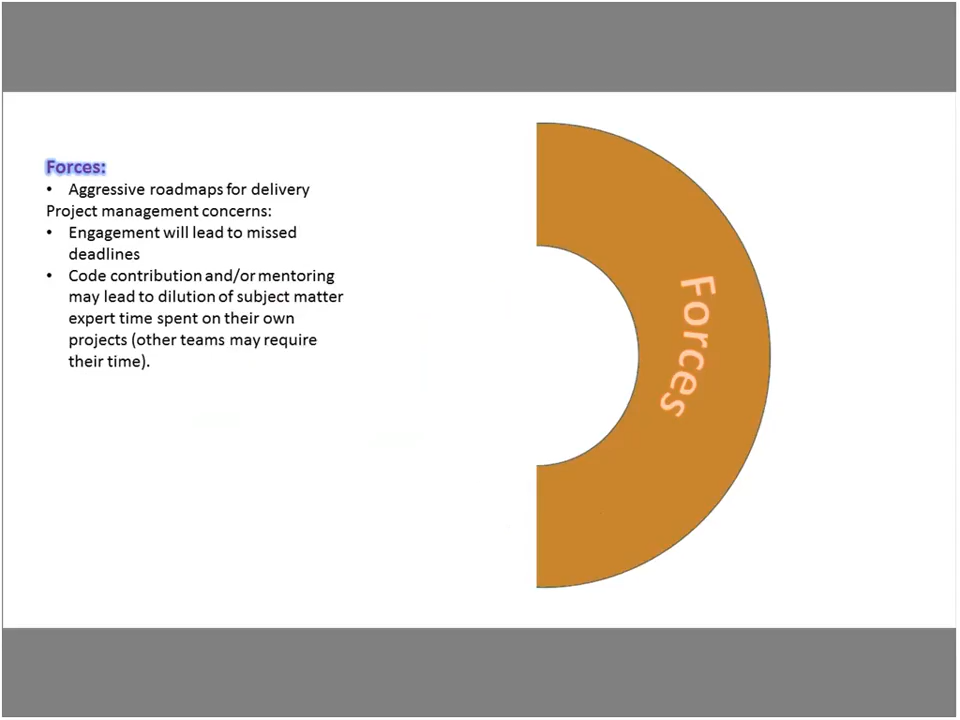 Forces:
• Aggressive roadmaps for delivery
Project management concerns:
• Engagement will lead to missed
deadlines
• Code contribution and/or mentoring
may lead to dilution of subject matter
expert time spent on their own
projects (other teams may require
their time).
Forces